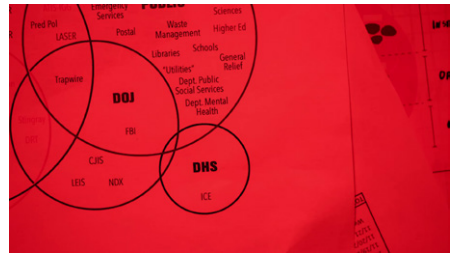 Emergency
Services
PUBLIC
Sciences
Pred Pol
LASER
Postal
Waste
Management
Higher Ed
Libraries
Schools
"Utilities"
General
Relief
Trapwire
Dept. Public
Social Services
DOJ
Dept. Mental
Health
FBI
CJIS
DHS
LEIS
NDX
ICE